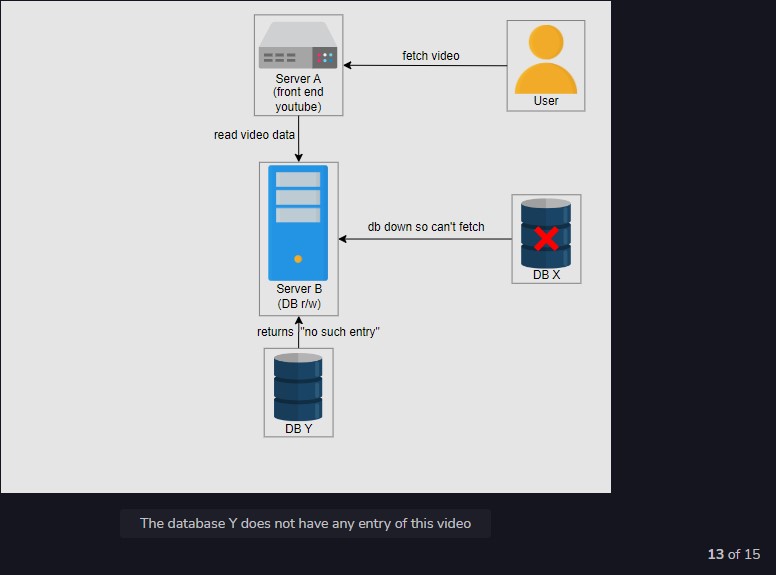 fetch video
Server A
(front end
youtube)
User
read video data
db down so can't fetch
DB X
Server B
(DB r/w)
returns "no such entry"
DB Y
The database Y does not have any entry of this video
13 of 15